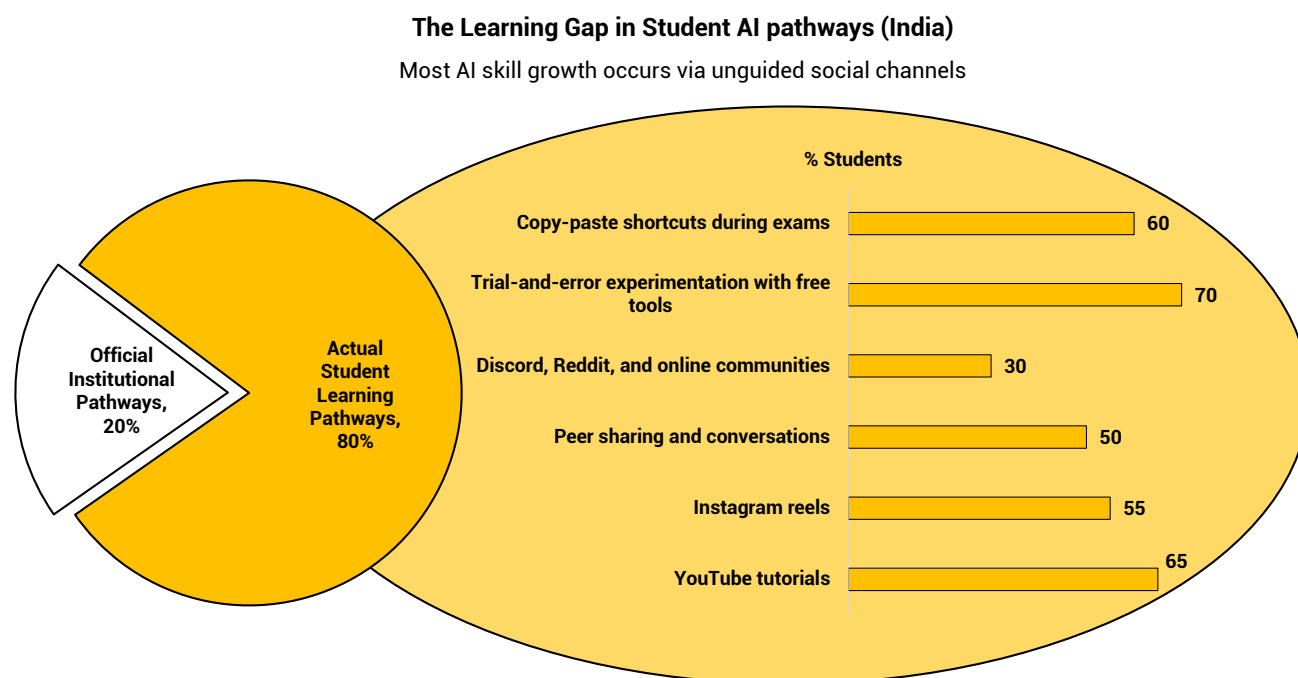 The Learning Gap in Student AI pathways (India)
Most AI skill growth occurs via unguided social channels
Official
Institutional
Pathways,
20%
Actual
Student
Learning
Pathways,
80%
% Students
Copy-paste shortcuts during exams
60
Trial-and-error experimentation with free
tools
70
Discord, Reddit, and online communities
30
Peer sharing and conversations
50
Instagram reels
55
YouTube tutorials
65